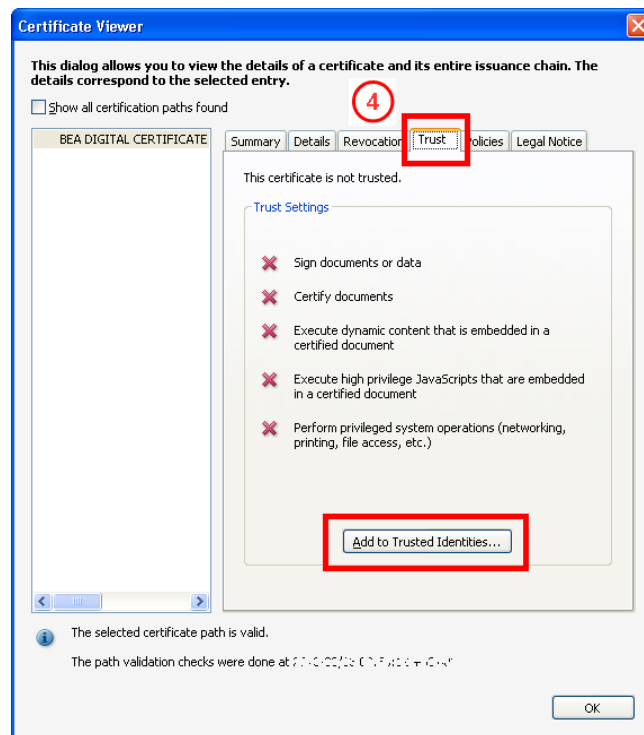 Certificate Viewer
This dialog allows you to view the details of a certificate and its entire issuance chain. The
details correspond to the selected entry.
Show all certification paths found
4
BEA DIGITAL CERTIFICATE
Summary Details Revocation Trust Policies Legal Notice
This certificate is not trusted.
Trust Settings
Sign documents or data
Certify documents
Execute dynamic content that is embedded in a
certified document
Execute high privilege JavaScripts that are embedded
in a certified document
Perform privileged system operations (networking,
printing, file access, etc.)
Add to Trusted Identities...
The selected certificate path is valid.
The path validation checks were done at
OK